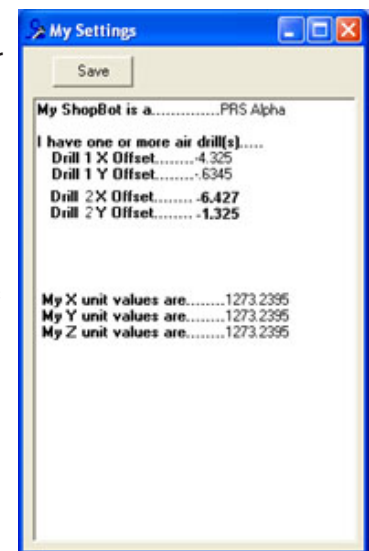 My Settings
Save
My ShopBot is a..............PRS Alpha
I have one or more air drill(s).....
Drill 1 X Offset........-4.325
Drill 1 Y Offset........-.6345
Drill 2X Offset........ -6.427
Drill 2Y Offset........ -1.325
My X unit values are........1273.2395
My Y unit values are........1273.2395
My Z unit values are........1273.2395